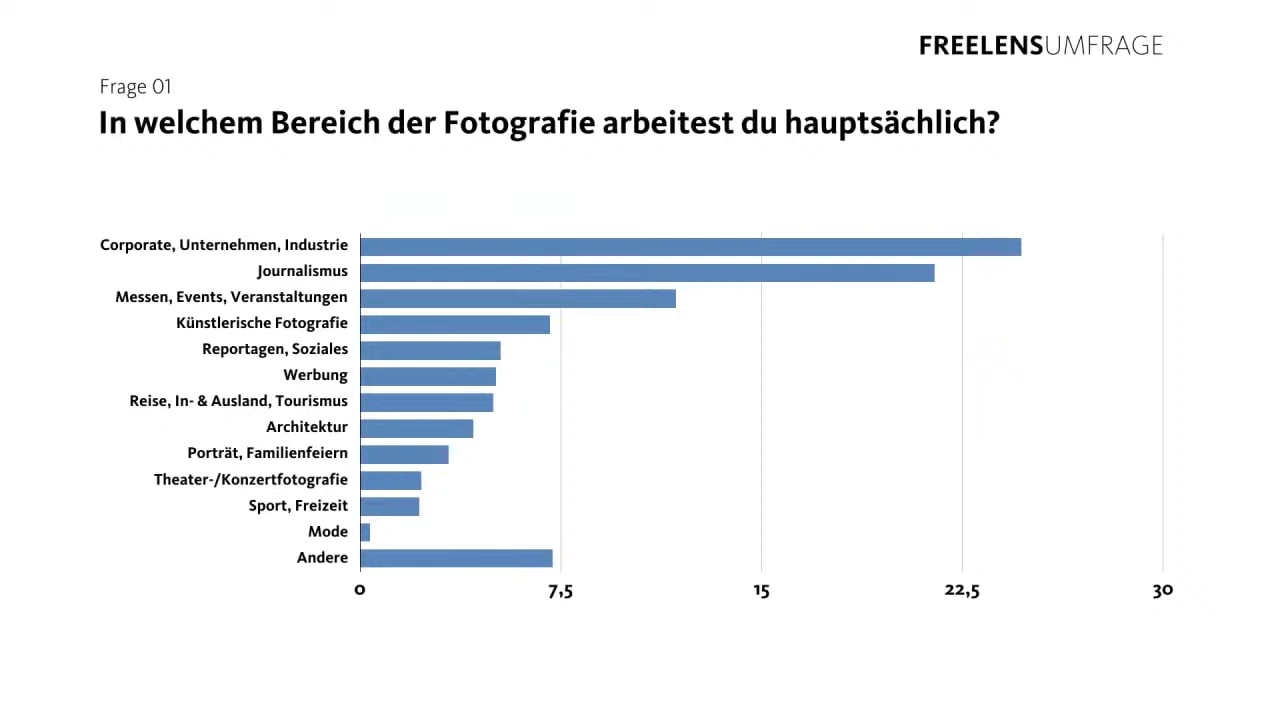 FREELENSUMFRAGE
Frage 01
In welchem Bereich der Fotografie arbeitest du hauptsächlich?
Corporate, Unternehmen, Industrie
Journalismus
Messen, Events, Veranstaltungen
Künstlerische Fotografie
Reportagen, Soziales
Werbung
Reise, In- & Ausland, Tourismus
Architektur
Porträt, Familienfeiern
Theater-/Konzertfotografie
Sport, Freizeit
Mode
Andere
0 7,5 15 22,5 30